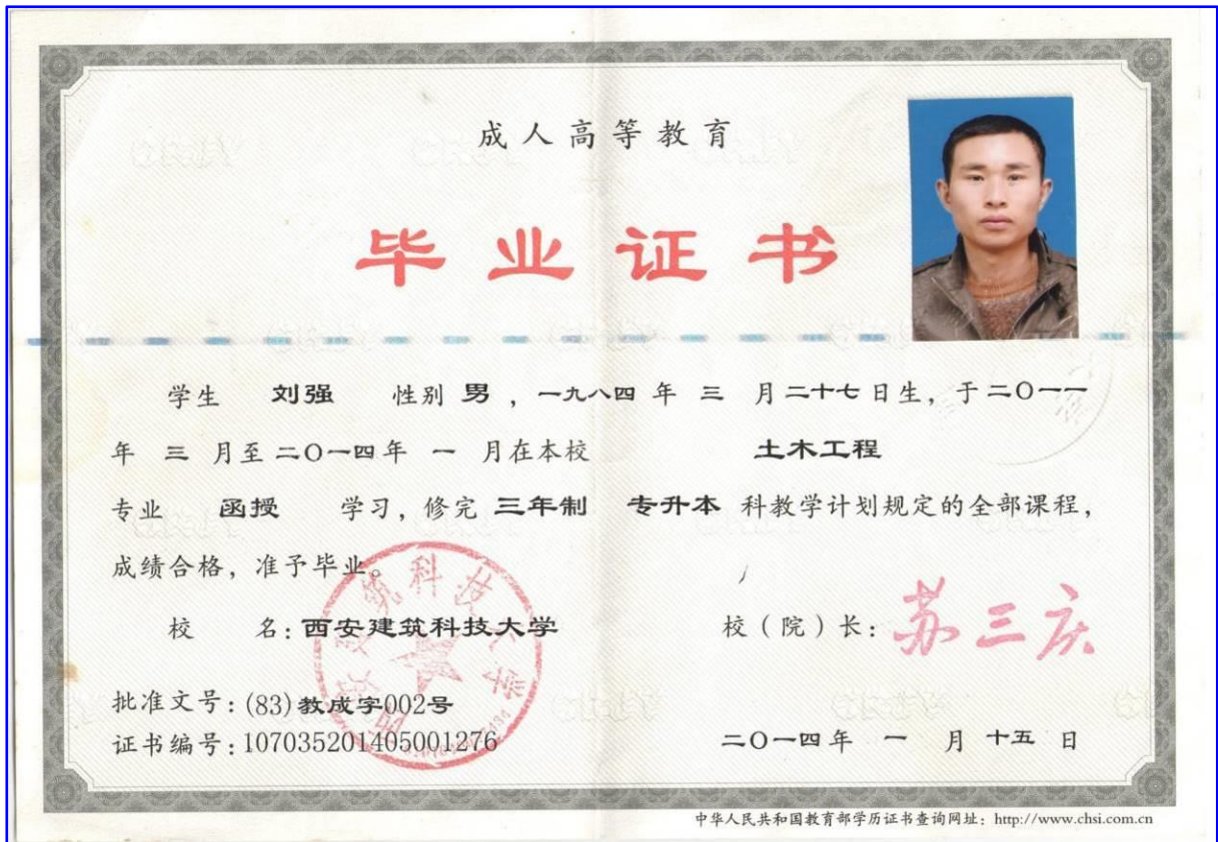 成人高等教育
毕业证书
学生 刘强 性别 男，一九八四 年 三 月二十七日生，于二〇一一
年 三 月至二〇一四年 一 月在本校 土木工程
专业 函授 学习，修完 三年制 专升本 科教学计划规定的全部课程，
成绩合格，准予毕业。
校 名：西安建筑科技大学 校（院）长：苏三庆
批准文号：(83)教成字002号
证书编号：107035201405001276 二〇一四年 一 月 十五 日
中华人民共和国教育部学历证书查询网址：http://www.chsi.com.cn